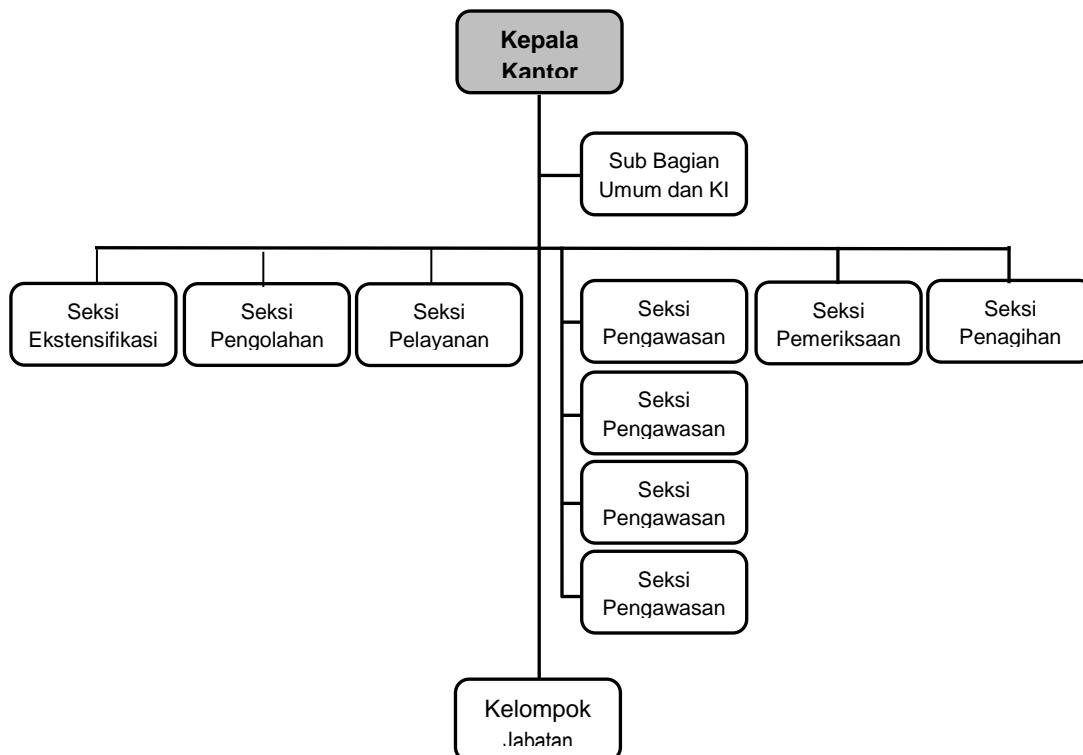 Kepala
Kantor
Sub Bagian
Umum dan KI
Seksi
Ekstensifikasi
Seksi
Pengolahan
Seksi
Pelayanan
Seksi
Pengawasan
Seksi
Pemeriksaan
Seksi
Penagihan
Seksi
Pengawasan
Seksi
Pengawasan
Seksi
Pengawasan
Kelompok
Jabatan